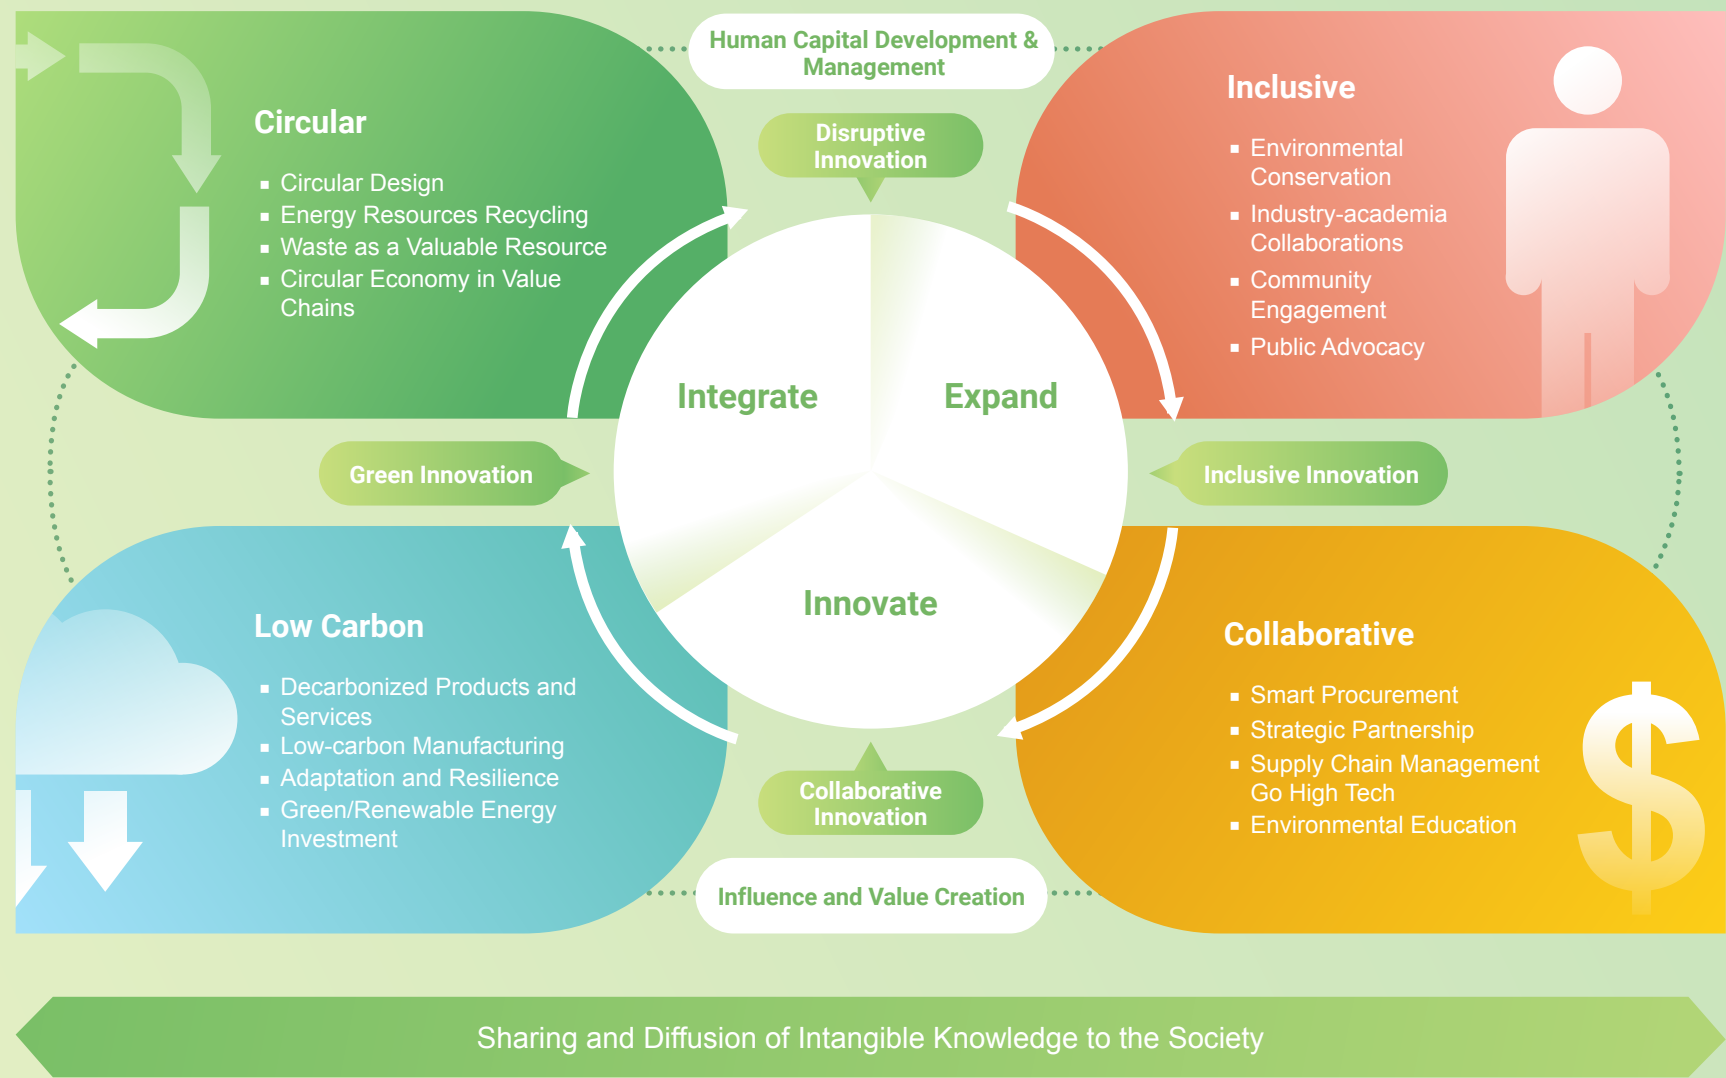 Human Capital Development &
Management
Disruptive
Innovation
Circular
▪ Circular Design
▪ Energy Resources Recycling
▪ Waste as a Valuable Resource
▪ Circular Economy in Value
Chains
Inclusive
▪ Environmental
Conservation
▪ Industry-academia
Collaborations
▪ Community
Engagement
▪ Public Advocacy
Integrate
Expand
Innovate
Green Innovation
Inclusive Innovation
Low Carbon
▪ Decarbonized Products and
Services
▪ Low-carbon Manufacturing
▪ Adaptation and Resilience
▪ Green/Renewable Energy
Investment
Collaborative
▪ Smart Procurement
▪ Strategic Partnership
▪ Supply Chain Management
Go High Tech
▪ Environmental Education
$
Collaborative
Innovation
Influence and Value Creation
Sharing and Diffusion of Intangible Knowledge to the Society